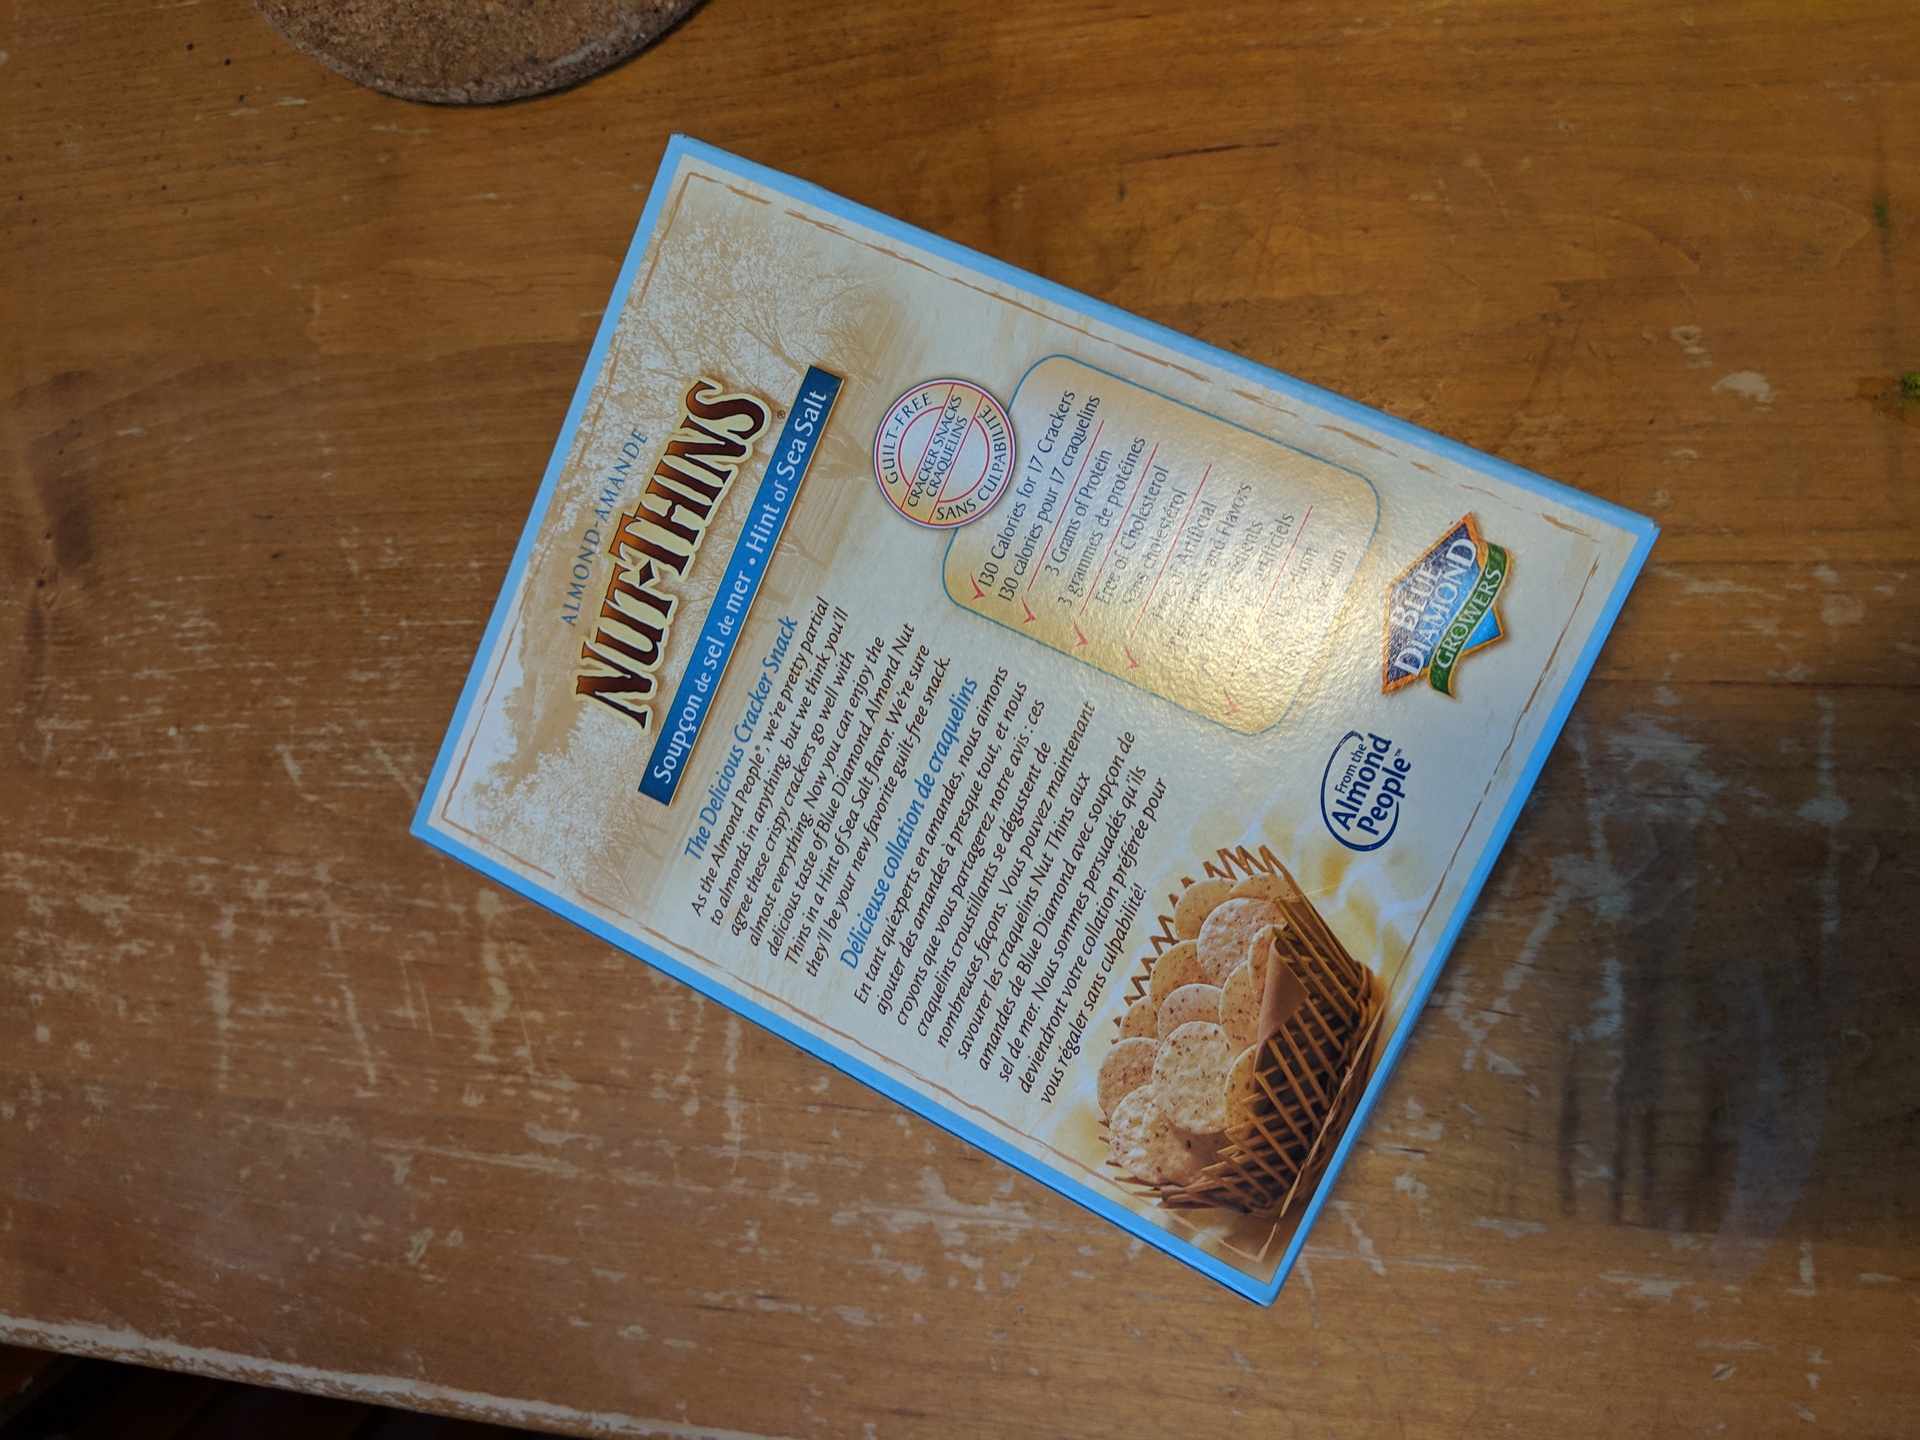 ALMOND-AMANDE
NUT-THINS®
Soupçon de sel de mer • Hint of Sea Salt
The Delicious Cracker Snack
As the Almond People® we're pretty partial
to almonds in anything, but we think you'll
agree these crispy crackers go well with
almost everything. Now you can enjoy the
delicious taste of Blue Diamond Almond Nut
Thins in a Hint of Sea Salt flavor. We're sure
they'll be your new favorite guilt-free snack.
Délicieuse collation de craquelins
En tant qu'experts en amandes, nous aimons
ajouter des amandes à presque tout, et nous
croyons que vous partagerez notre avis : ces
craquelins croustillants se dégustent de
nombreuses façons. Vous pouvez maintenant
savourer les craquelins Nut Thins aux
amandes de Blue Diamond avec soupçon de
sel de mer. Nous sommes persuadés qu'ils
deviendront votre collation préférée pour
vous régaler sans culpabilité!
GUILT-FREE
CRACKER SNACKS
CRAQUELINS
SANS CULPABILITÉ
130 Calories for 17 Crackers
130 calories pour 17 craquelins
3 Grams of Protein
3 grammes de protéines
Free of Cholesterol
sans cholestérol
Artificial
and Flavors
From the
Almond
People™
BLUE
DIAMOND
GROWERS